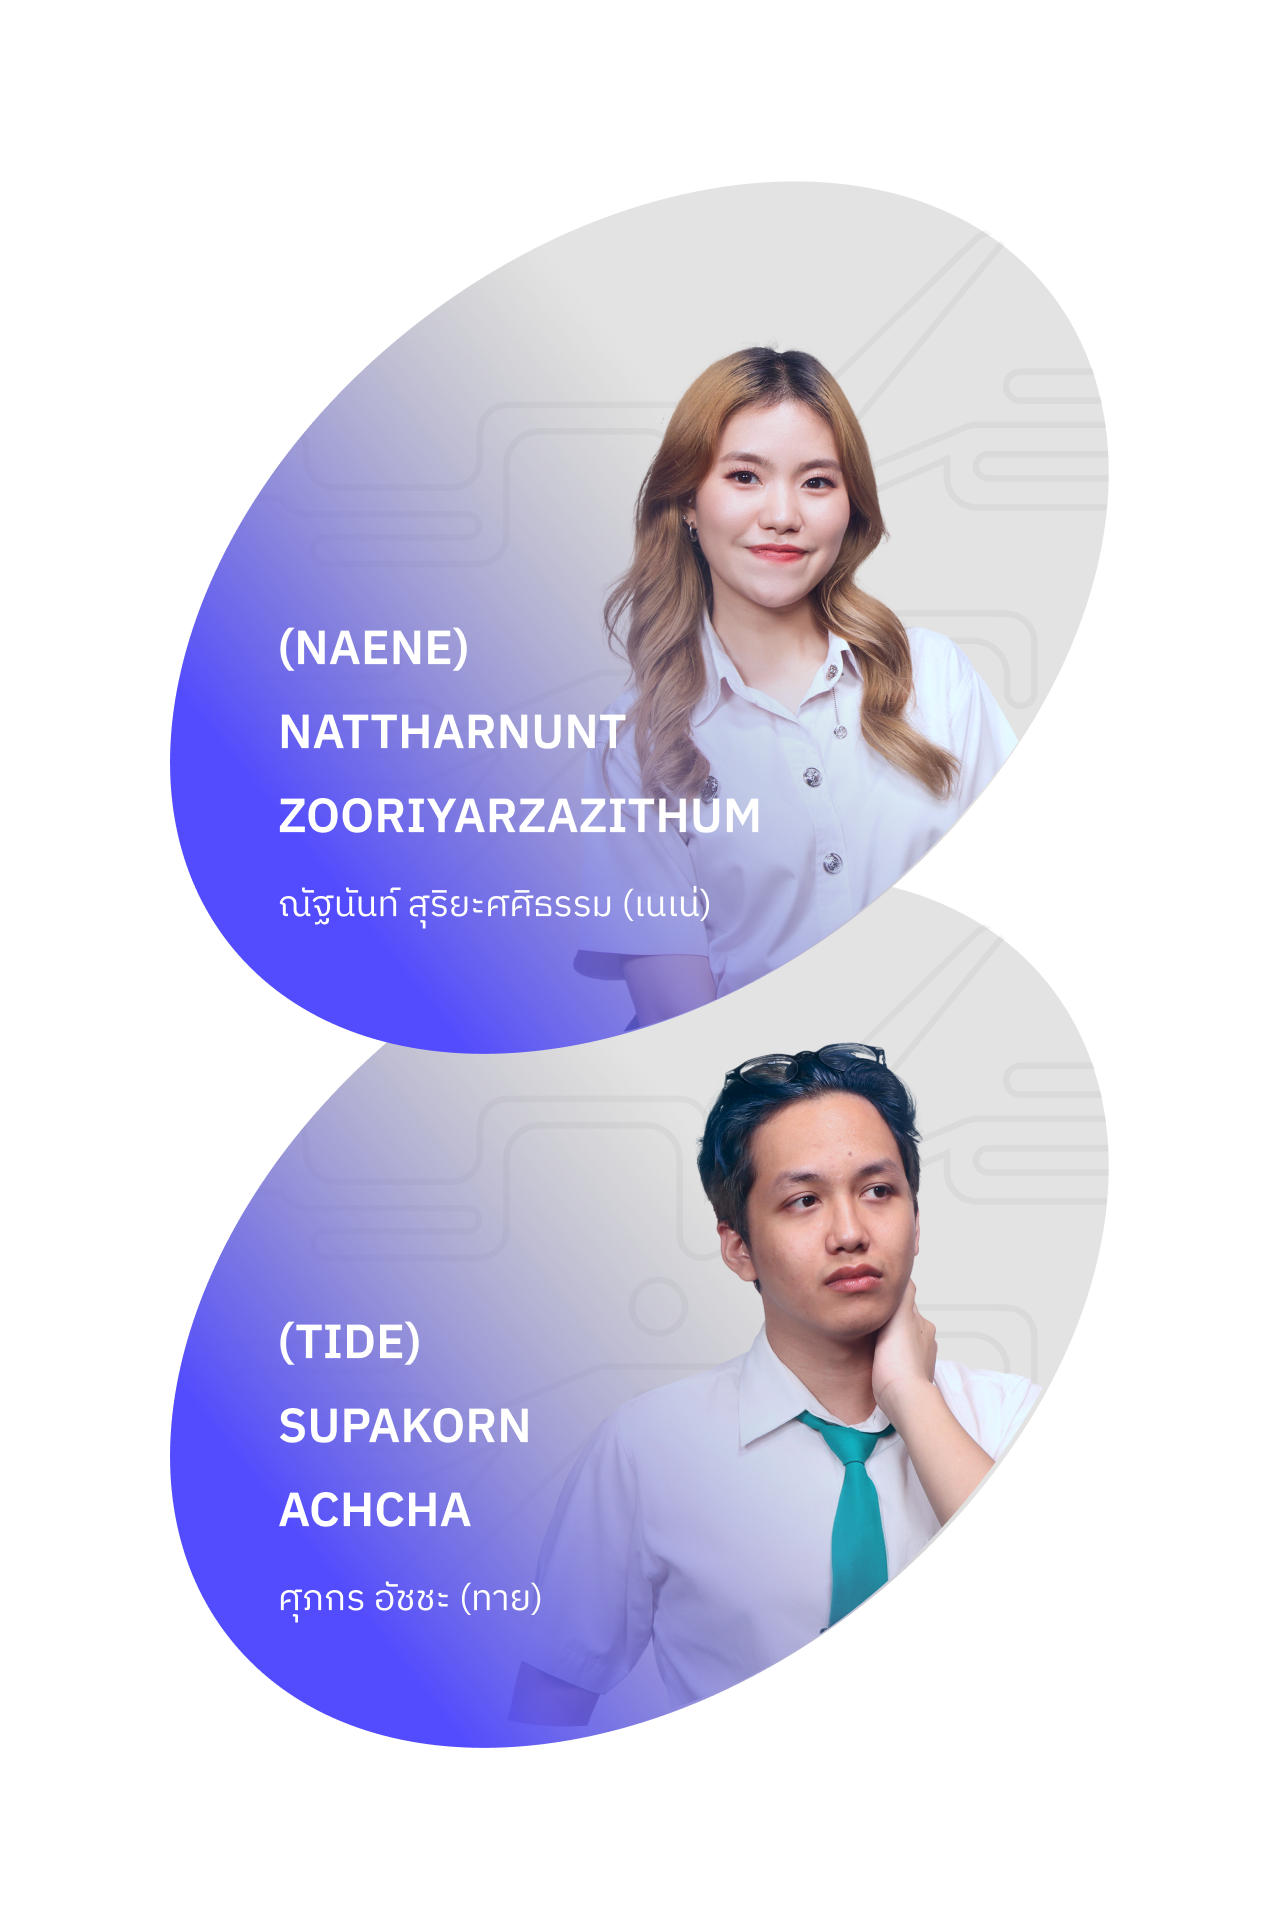 (NAENE)
NATTHARNUNT
ZOORIYARZAZITHUM
ณัฐนันท์ สุริยะศศิธรรม (เนเน่)
(TIDE)
SUPAKORN
ACHCHA
ศุภกร อัชชะ (ทาย)